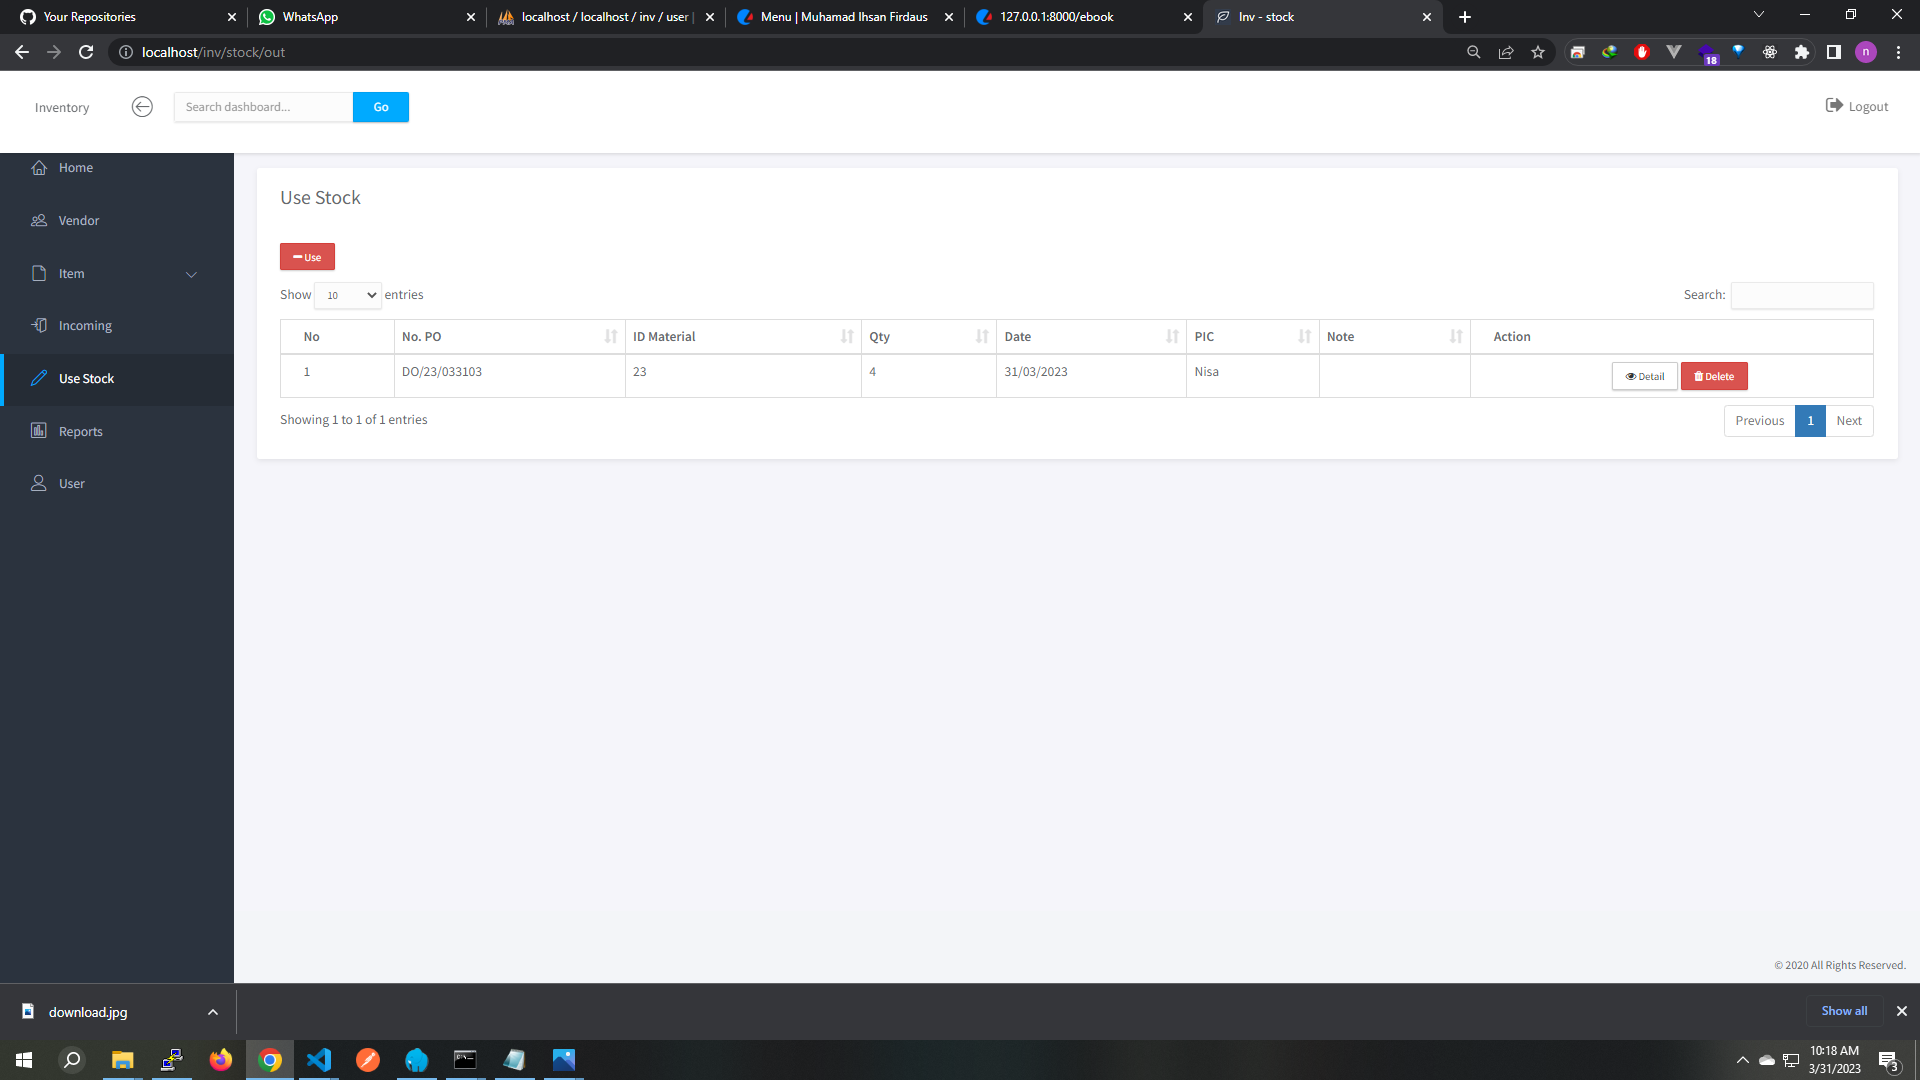 Your Repositories
WhatsApp
localhost / localhost / inv / user |
Menu | Muhamad Ihsan Firdaus
127.0.0.1:8000/ebook
Inv - stock
localhost/inv/stock/out
18
n
Inventory
Search dashboard...
Go
Logout
Home
Vendor
Item
Incoming
Use Stock
Reports
User
Use Stock
Use
Show 10 entries
Search:
No No. PO ID Material Qty Date PIC Note Action
1 DO/23/033103 23 4 31/03/2023 Nisa Detail Delete
Showing 1 to 1 of 1 entries
Previous 1 Next
© 2020 All Rights Reserved.
download.jpg
Show all
10:18 AM
3/31/2023
3